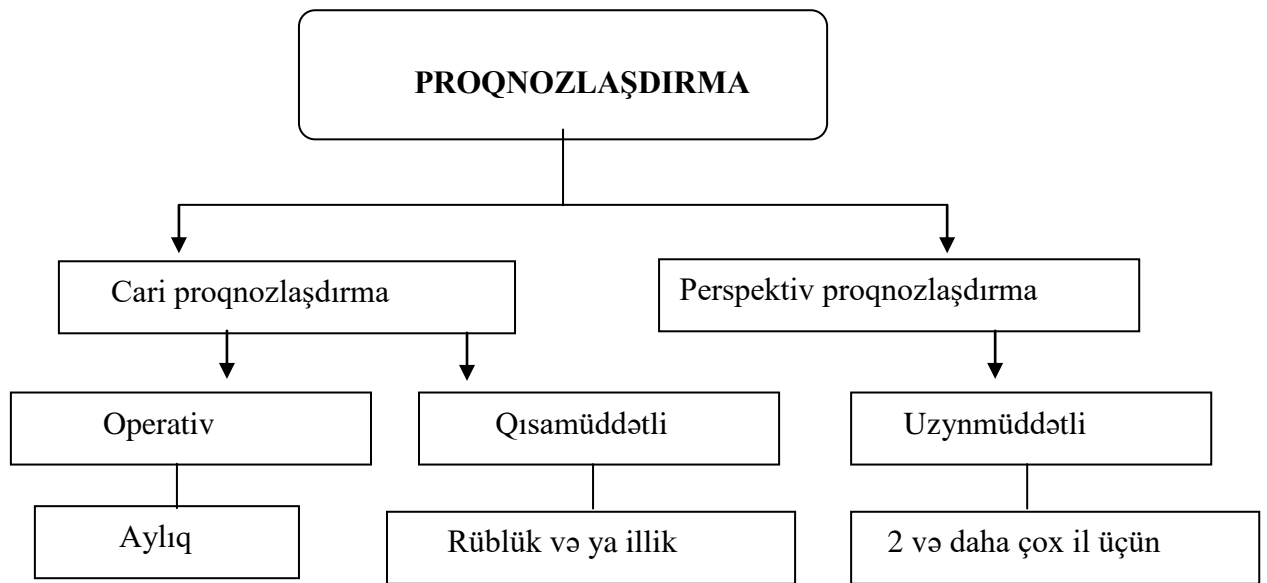 PROQNOZLAŞDIRMA
Cari proqnozlaşdırma
Perspektiv proqnozlaşdırma
Operativ
Qısamüddətli
Uzynmüddətli
Aylıq
Rüblük və ya illik
2 və daha çox il üçün